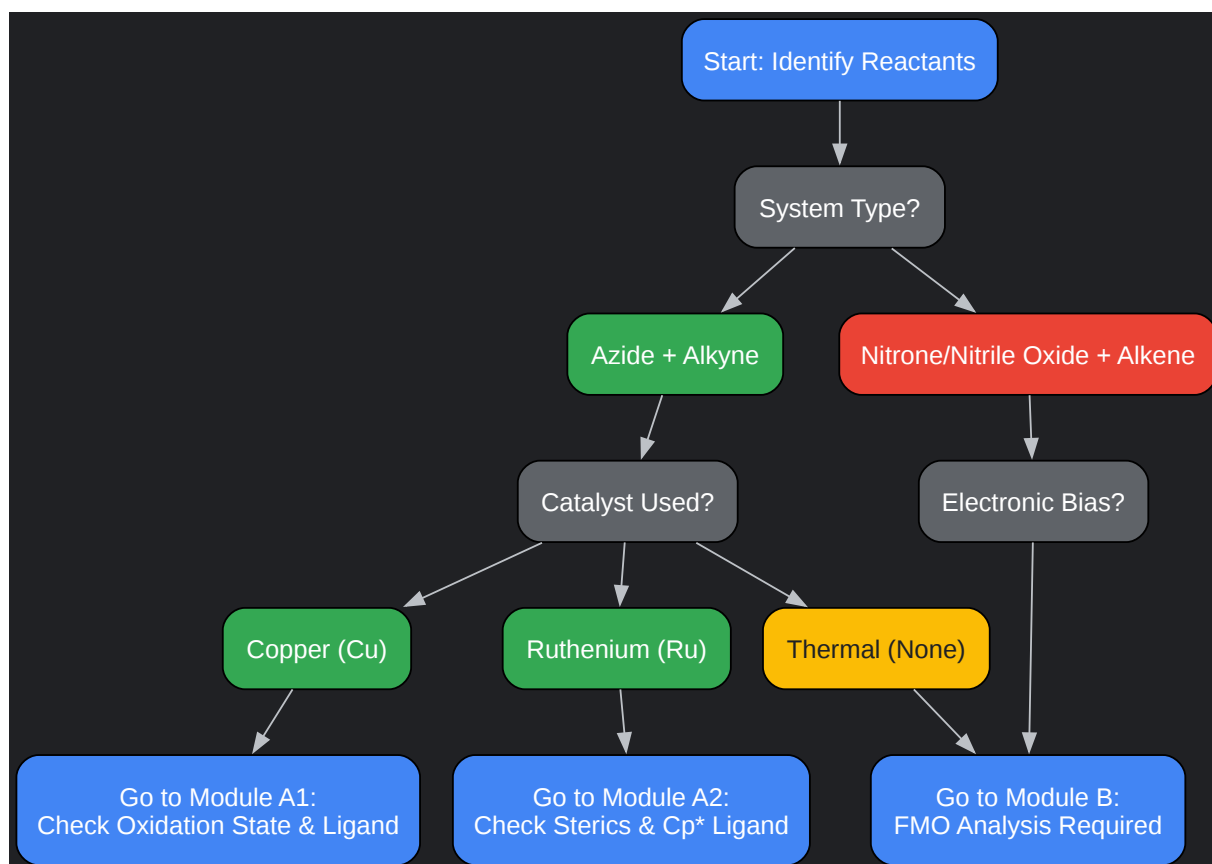 Start: Identify Reactants
System Type?
Azide + Alkyne
Nitrone/Nitrile Oxide + Alkene
Catalyst Used?
Electronic Bias?
Copper (Cu)
Ruthenium (Ru)
Thermal (None)
Go to Module A1:
Check Oxidation State & Ligand
Go to Module A2:
Check Sterics & Cp* Ligand
Go to Module B:
FMO Analysis Required